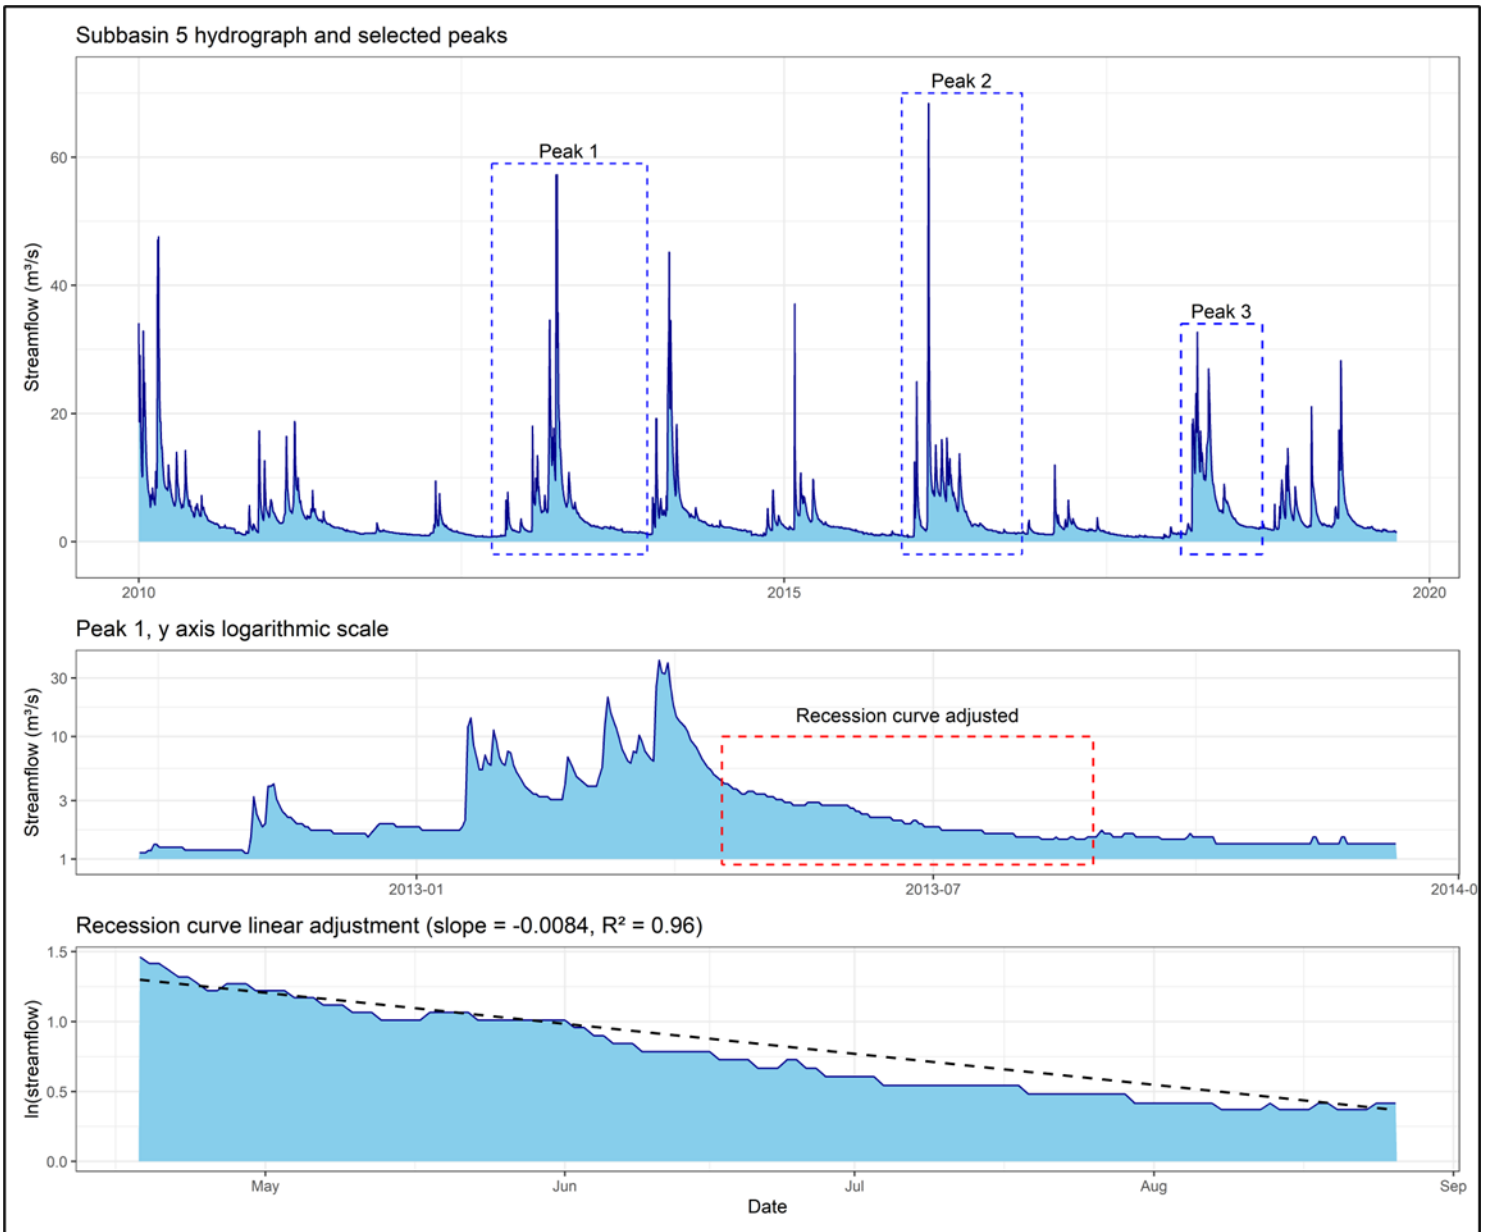 Subbasin 5 hydrograph and selected peaks
Peak 2
Peak 1
Peak 3
Streamflow (m³/s)
60
40
20
0
2010
2015
2020
Peak 1, y axis logarithmic scale
Recession curve adjusted
Streamflow (m³/s)
30
10
3
1
2013-01
2013-07
2014-0
Recession curve linear adjustment (slope = -0.0084, R² = 0.96)
ln(streamflow)
1.5
1.0
0.5
0.0
May
Jun
Jul
Aug
Sep
Date